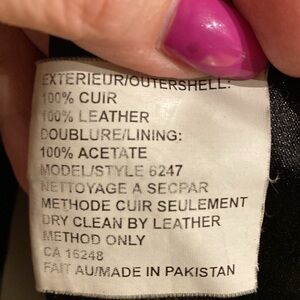 EXTERIEUR/OUTERSHELL:
100% CUIR
100% LEATHER
DOUBLURE/LINING:
100% ACETATE
MODEL/STYLE 6247
NETTOYAGE A SECPAR
METHODE CUIR SEULEMENT
DRY CLEAN BY LEATHER
METHOD ONLY
CA 16248
FAIT AU/MADE IN PAKISTAN